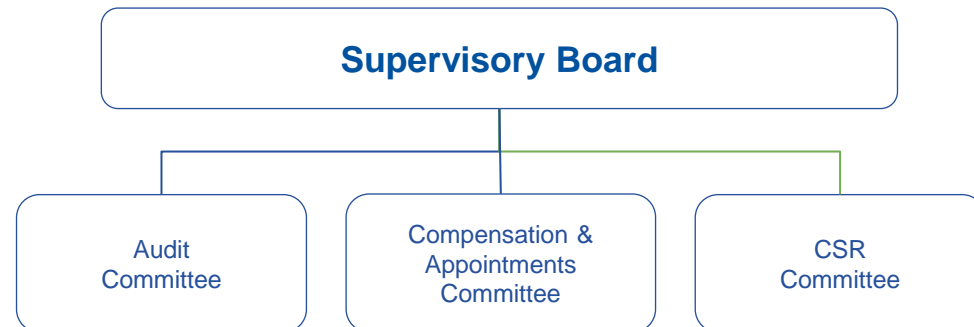 Supervisory Board
Audit
Committee
Compensation &
Appointments
Committee
CSR
Committee